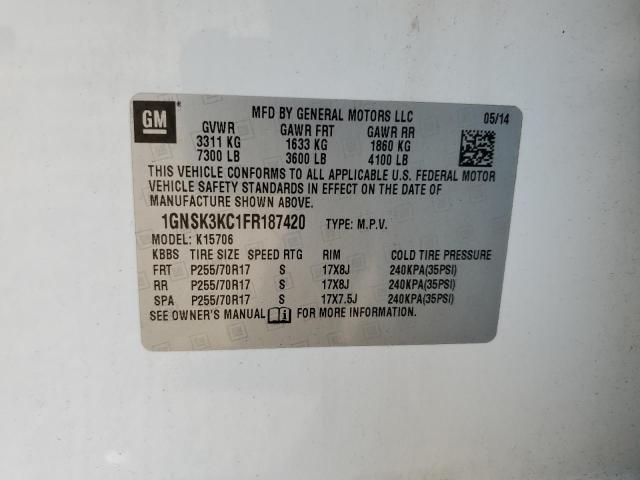 GM
MFD BY GENERAL MOTORS LLC 05/14
GVWR GAWR FRT GAWR RR
3311 KG 1633 KG 1860 KG
7300 LB 3600 LB 4100 LB
THIS VEHICLE CONFORMS TO ALL APPLICABLE U.S. FEDERAL MOTOR
VEHICLE SAFETY STANDARDS IN EFFECT ON THE DATE OF
MANUFACTURE SHOWN ABOVE.
1GNSK3KC1FR187420 TYPE: M.P.V.
MODEL: K15706
KBBS TIRE SIZE SPEED RTG RIM COLD TIRE PRESSURE
FRT P255/70R17 S 17X8J 240KPA(35PSI)
RR P255/70R17 S 17X8J 240KPA(35PSI)
SPA P255/70R17 S 17X7.5J 240KPA(35PSI)
SEE OWNER'S MANUAL i FOR MORE INFORMATION.